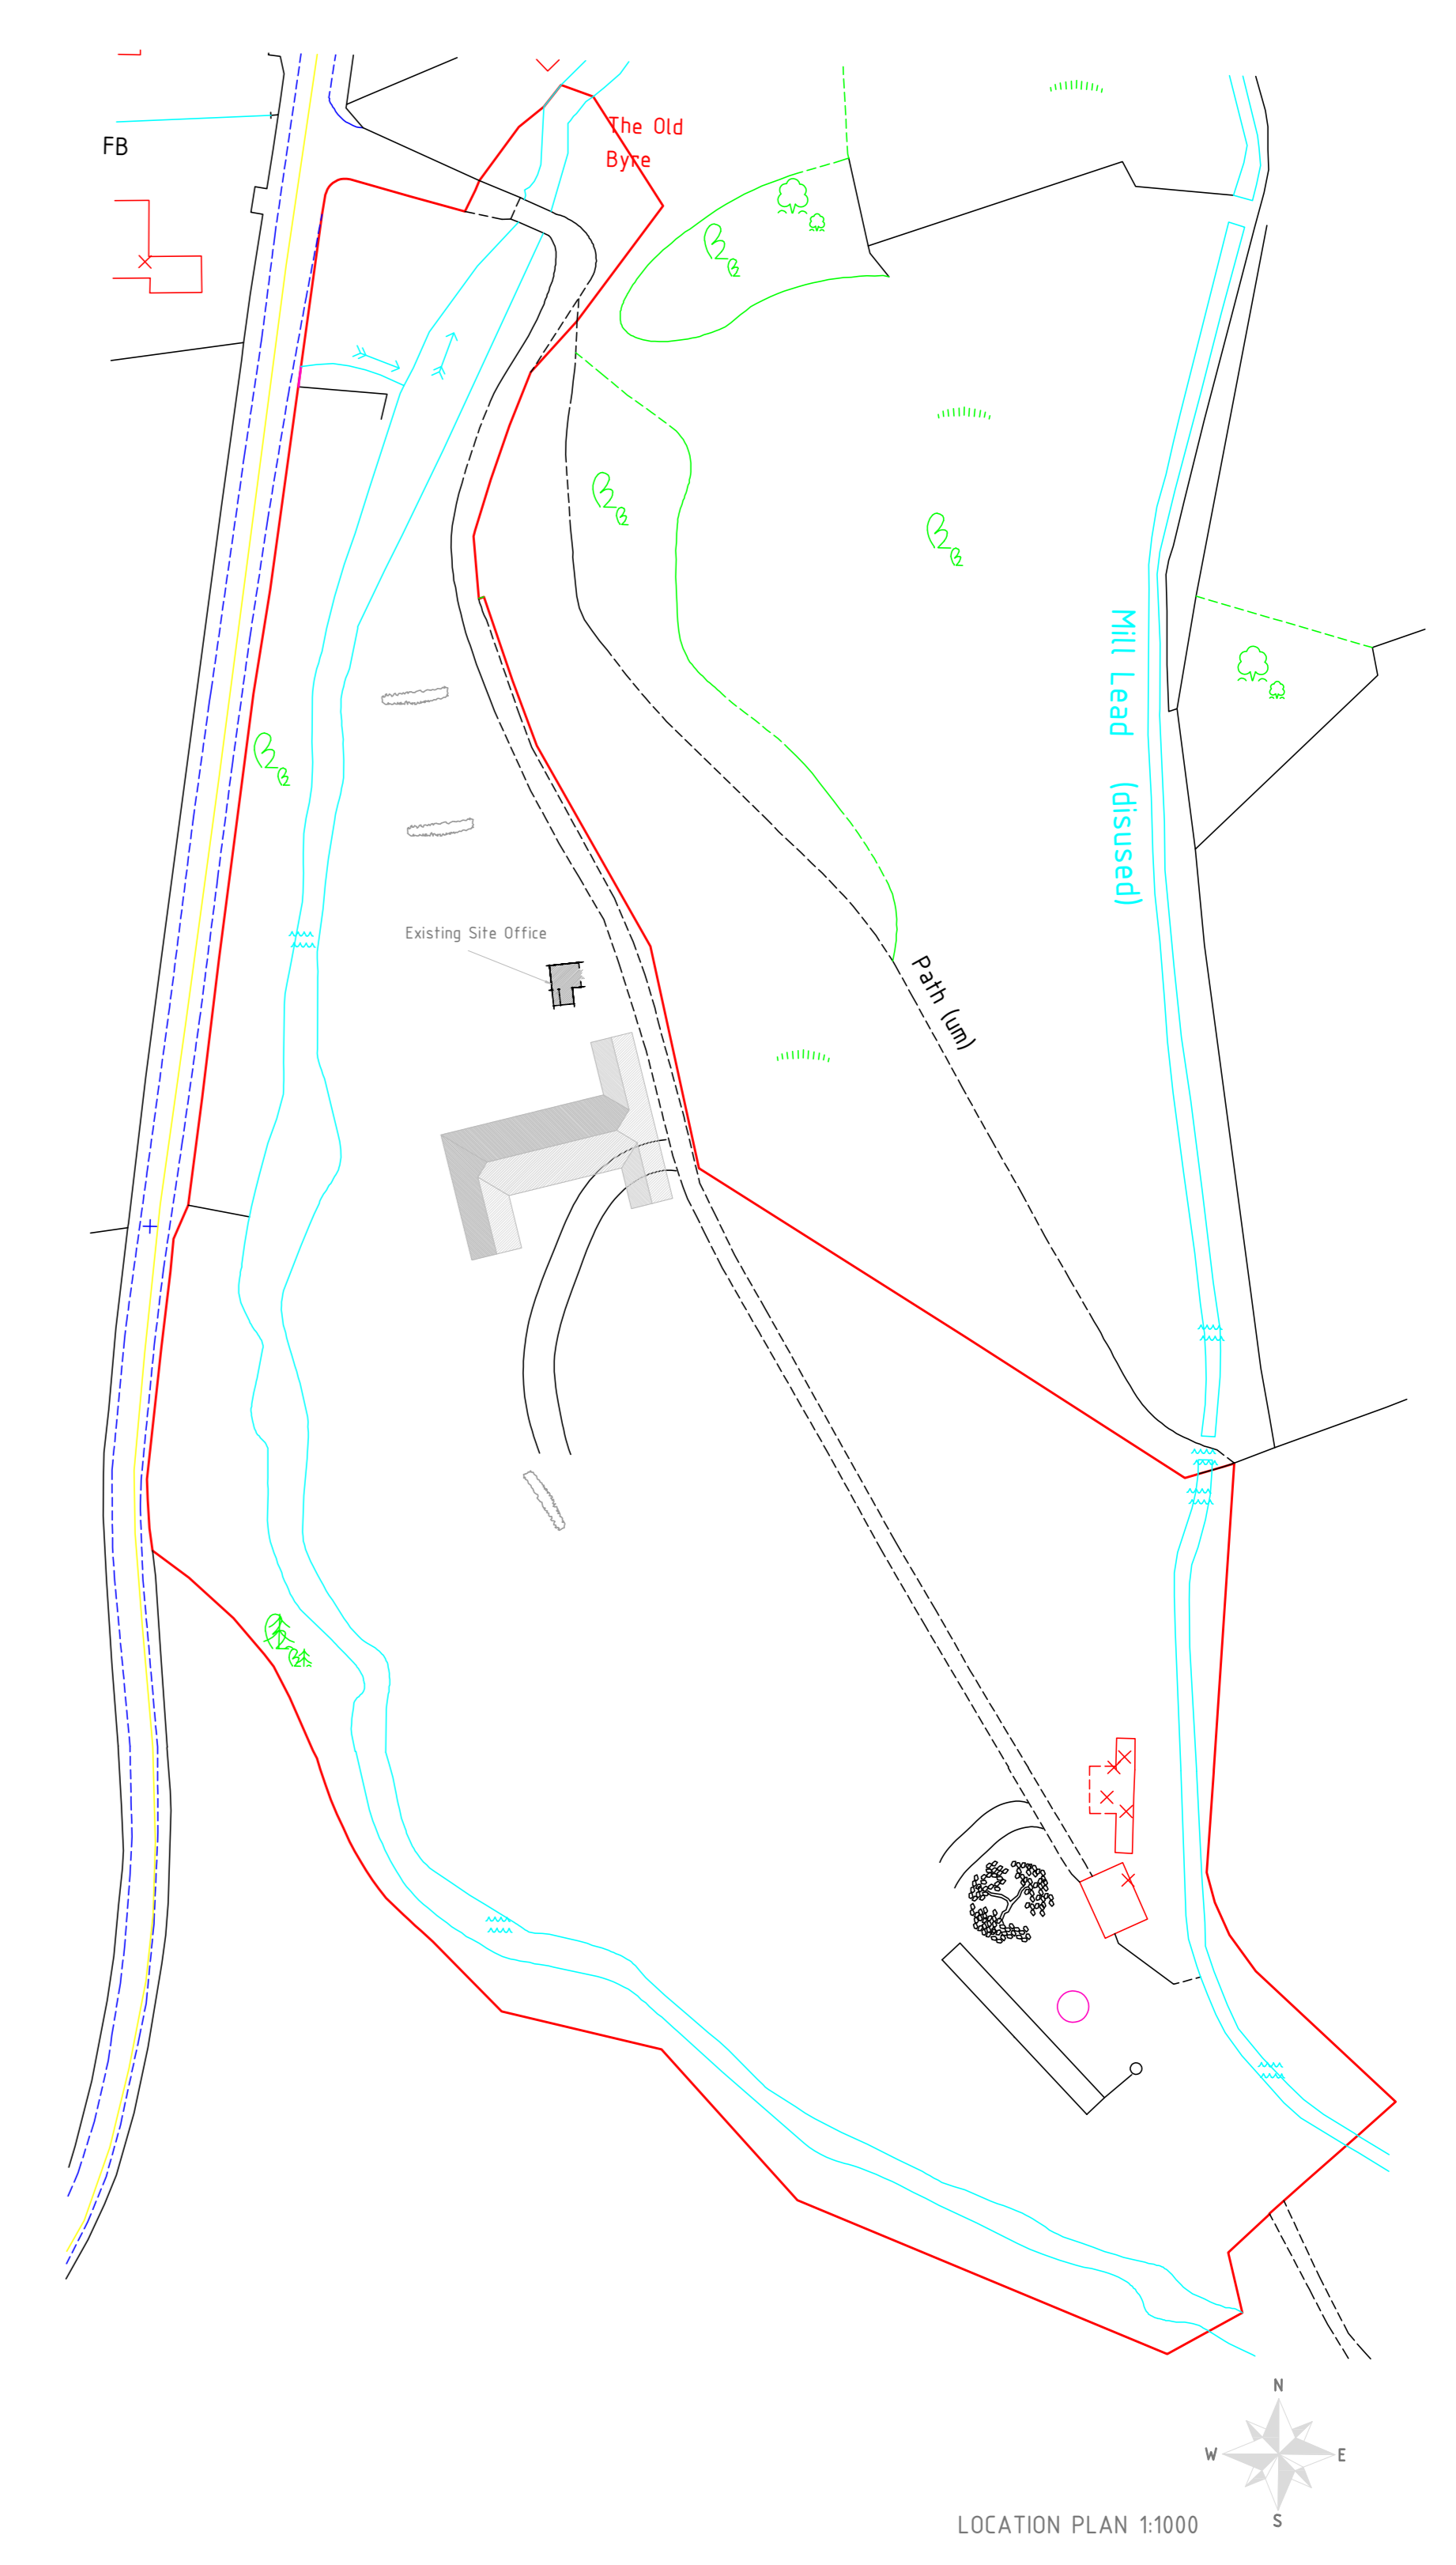 The Old
Byre
FB
Mill Lead (disused)
Existing Site Office
Path (um)
N
W
E
S
LOCATION PLAN 1:1000